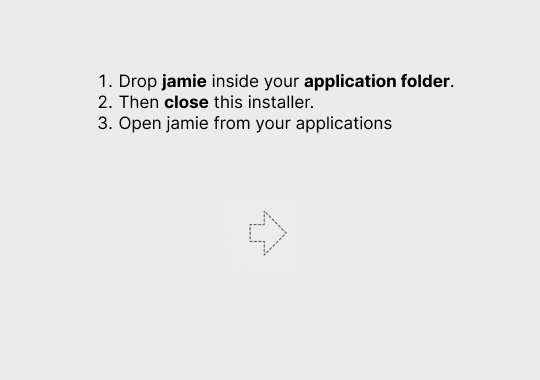 1. Drop jamie inside your application folder.
2. Then close this installer.
3. Open jamie from your applications